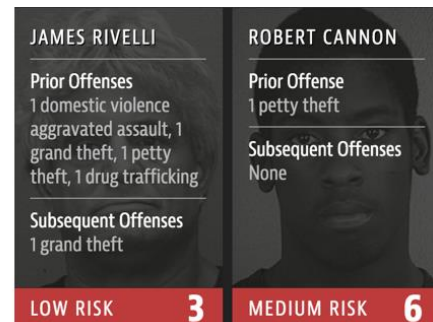 JAMES RIVELLI
Prior Offenses
1 domestic violence
aggravated assault, 1
grand theft, 1 petty
theft, 1 drug trafficking
Subsequent Offenses
1 grand theft
LOW RISK 3
ROBERT CANNON
Prior Offense
1 petty theft
Subsequent Offenses
None
MEDIUM RISK 6